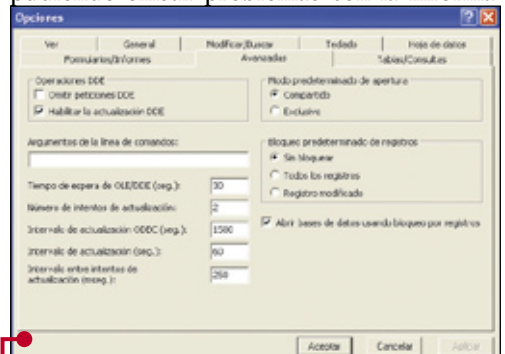 Opciones
Ver General Modificar/Buscar Teclado Hoja de datos
Formularios/Informes Avanzadas Tablas/Consultas
Operaciones DDE
Omitir peticiones DDE
Habilitar la actualización DDE
Modo predeterminado de apertura
Compartido
Exclusivo
Argumentos de la línea de comandos:
Bloqueo predeterminado de registros
Sin bloquear
Todos los registros
Registro modificado
Tiempo de espera de OLE/DDE (seg.): 30
Número de intentos de actualización: 2
Intervalo de actualización ODBC (seg.): 1500
Intervalo de actualización (seg.): 60
Intervalo entre intentos de
actualización (mseg.): 250
Abrir bases de datos usando bloqueo por registros
Aceptar Cancelar Aplicar